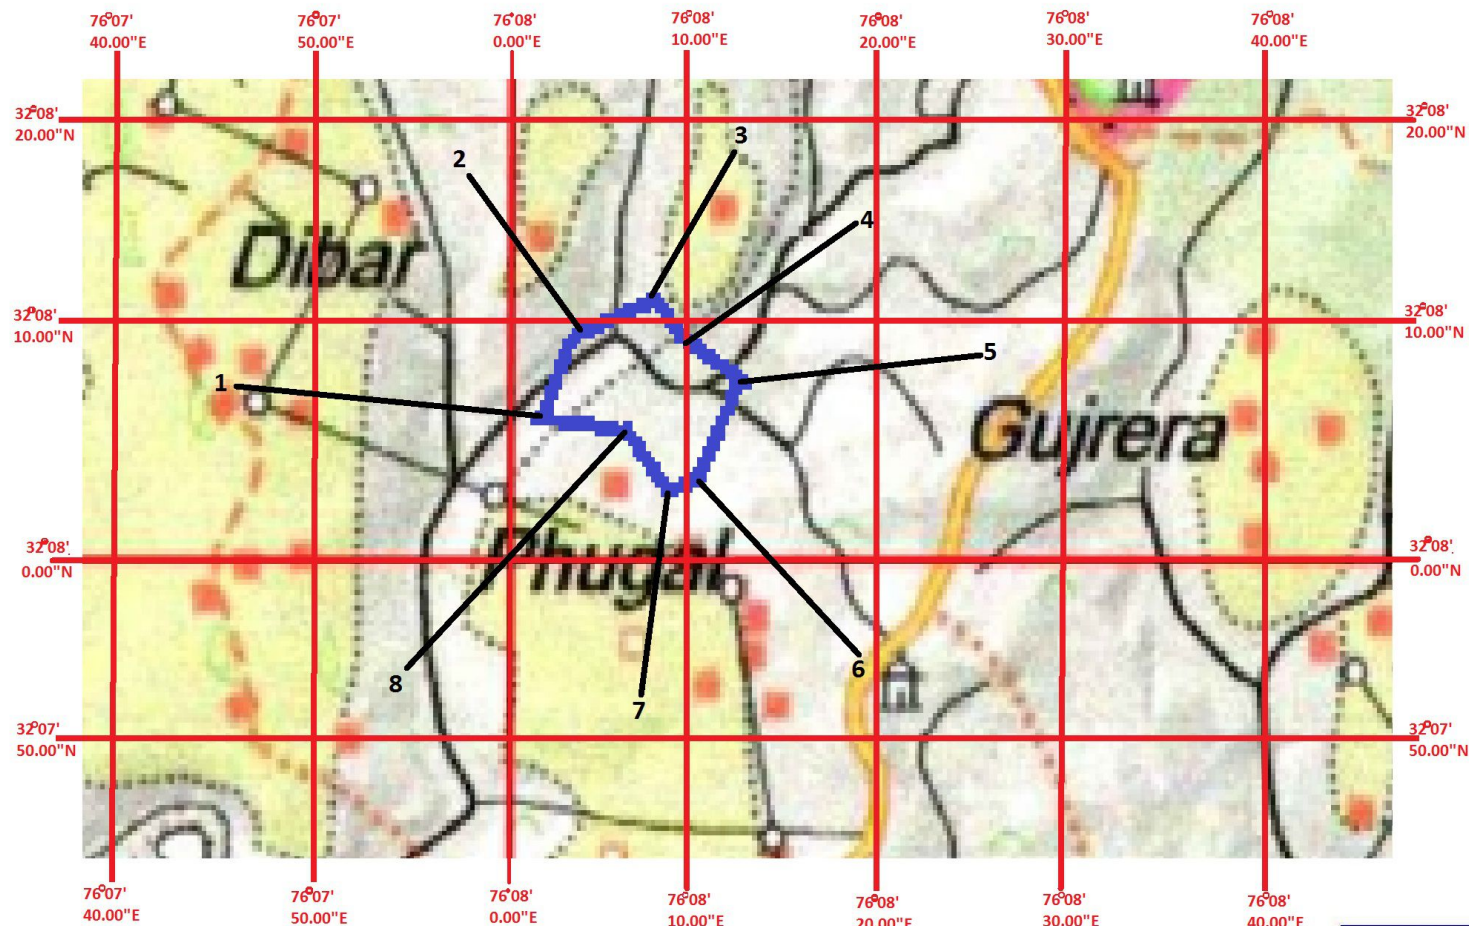 76°07' 76°07' 76°08' 76°08' 76°08' 76°08' 76°08'
40.00"E 50.00"E 0.00"E 10.00"E 20.00"E 30.00"E 40.00"E
32°08' 32°08'
20.00"N 20.00"N
3
2
4
Dibar
32°08' 32°08'
10.00"N 10.00"N
5
1
Gujrera
32°08' 32°08'
0.00"N 0.00"N
Phugal
6
8
7
32°07' 32°07'
50.00"N 50.00"N
76°07' 76°07' 76°08' 76°08' 76°08' 76°08' 76°08'
40.00"E 50.00"E 0.00"E 10.00"E 20.00"E 30.00"E 40.00"E